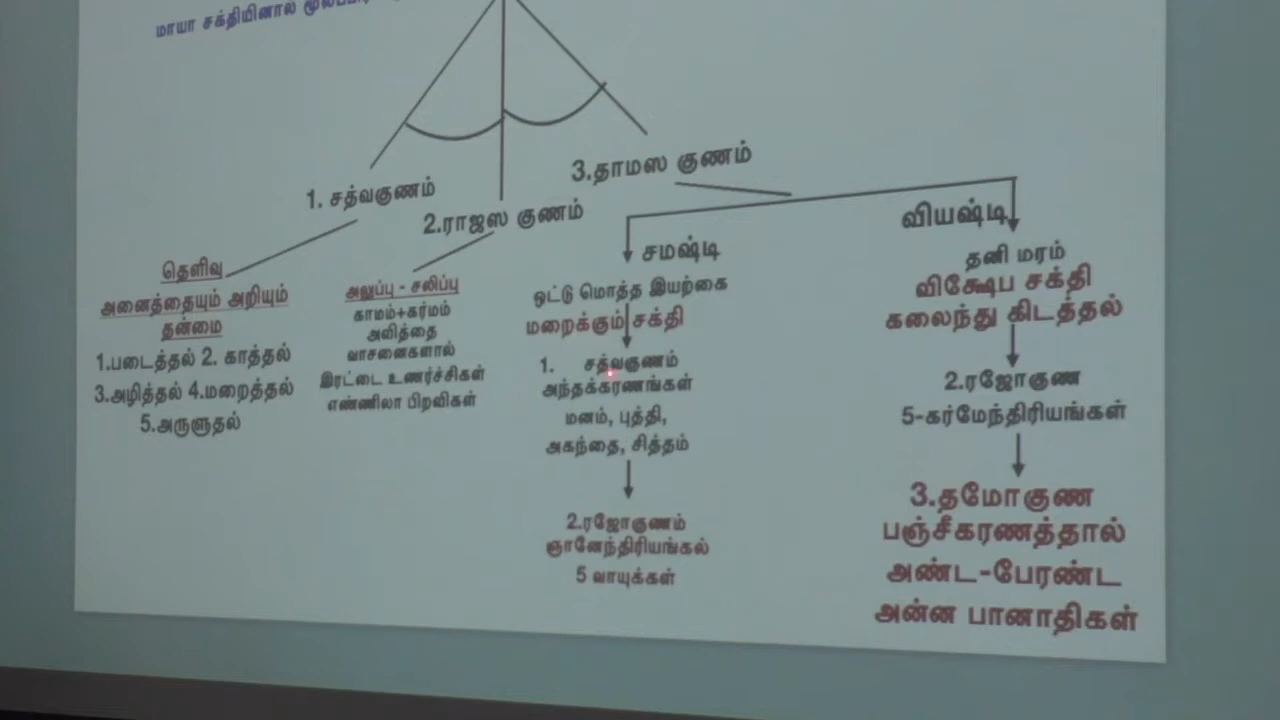 மாயா சக்தியினால்
1. சத்வகுணம்
2.ராஜஸ குணம்
3.தாமஸ குணம்
தெளிவு
அனைத்தையும் அறியும்
தன்மை
1.படைத்தல் 2. காத்தல்
3.அழித்தல் 4.மறைத்தல்
5.அருளுதல்
அலுப்பு - சலிப்பு
காமம்+கர்மம்
அவித்தை
வாசனைகளால்
இரட்டை உணர்ச்சிகள்
எண்ணிலா பிறவிகள்
சமஷ்டி
ஒட்டு மொத்த இயற்கை
மறைக்கும் சக்தி
1. சத்வகுணம்
அந்தக்கரணங்கள்
மனம், புத்தி,
அகந்தை, சித்தம்
2.ரஜோகுணம்
ஞானேந்திரியங்கல்
5 வாயுக்கள்
வியஷ்டி
தனி மரம்
விக்ஷேப சக்தி
கலைந்து கிடத்தல்
2.ரஜோகுண
5-கர்மேந்திரியங்கள்
3.தமோகுண
பஞ்சீகரணத்தால்
அண்ட-பேரண்ட
அன்ன பானாதிகள்